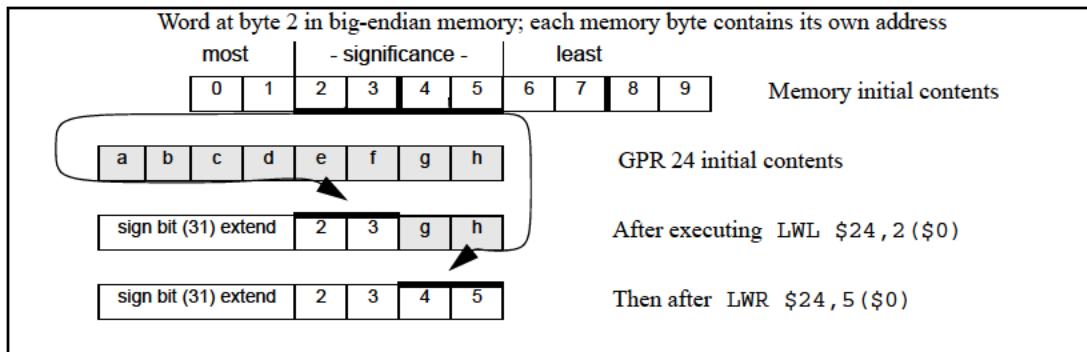 Word at byte 2 in big-endian memory; each memory byte contains its own address
most - significance - least
0 1 2 3 4 5 6 7 8 9 Memory initial contents
a b c d e f g h GPR 24 initial contents
sign bit (31) extend 2 3 g h After executing LWL $24,2($0)
sign bit (31) extend 2 3 4 5 Then after LWR $24,5($0)